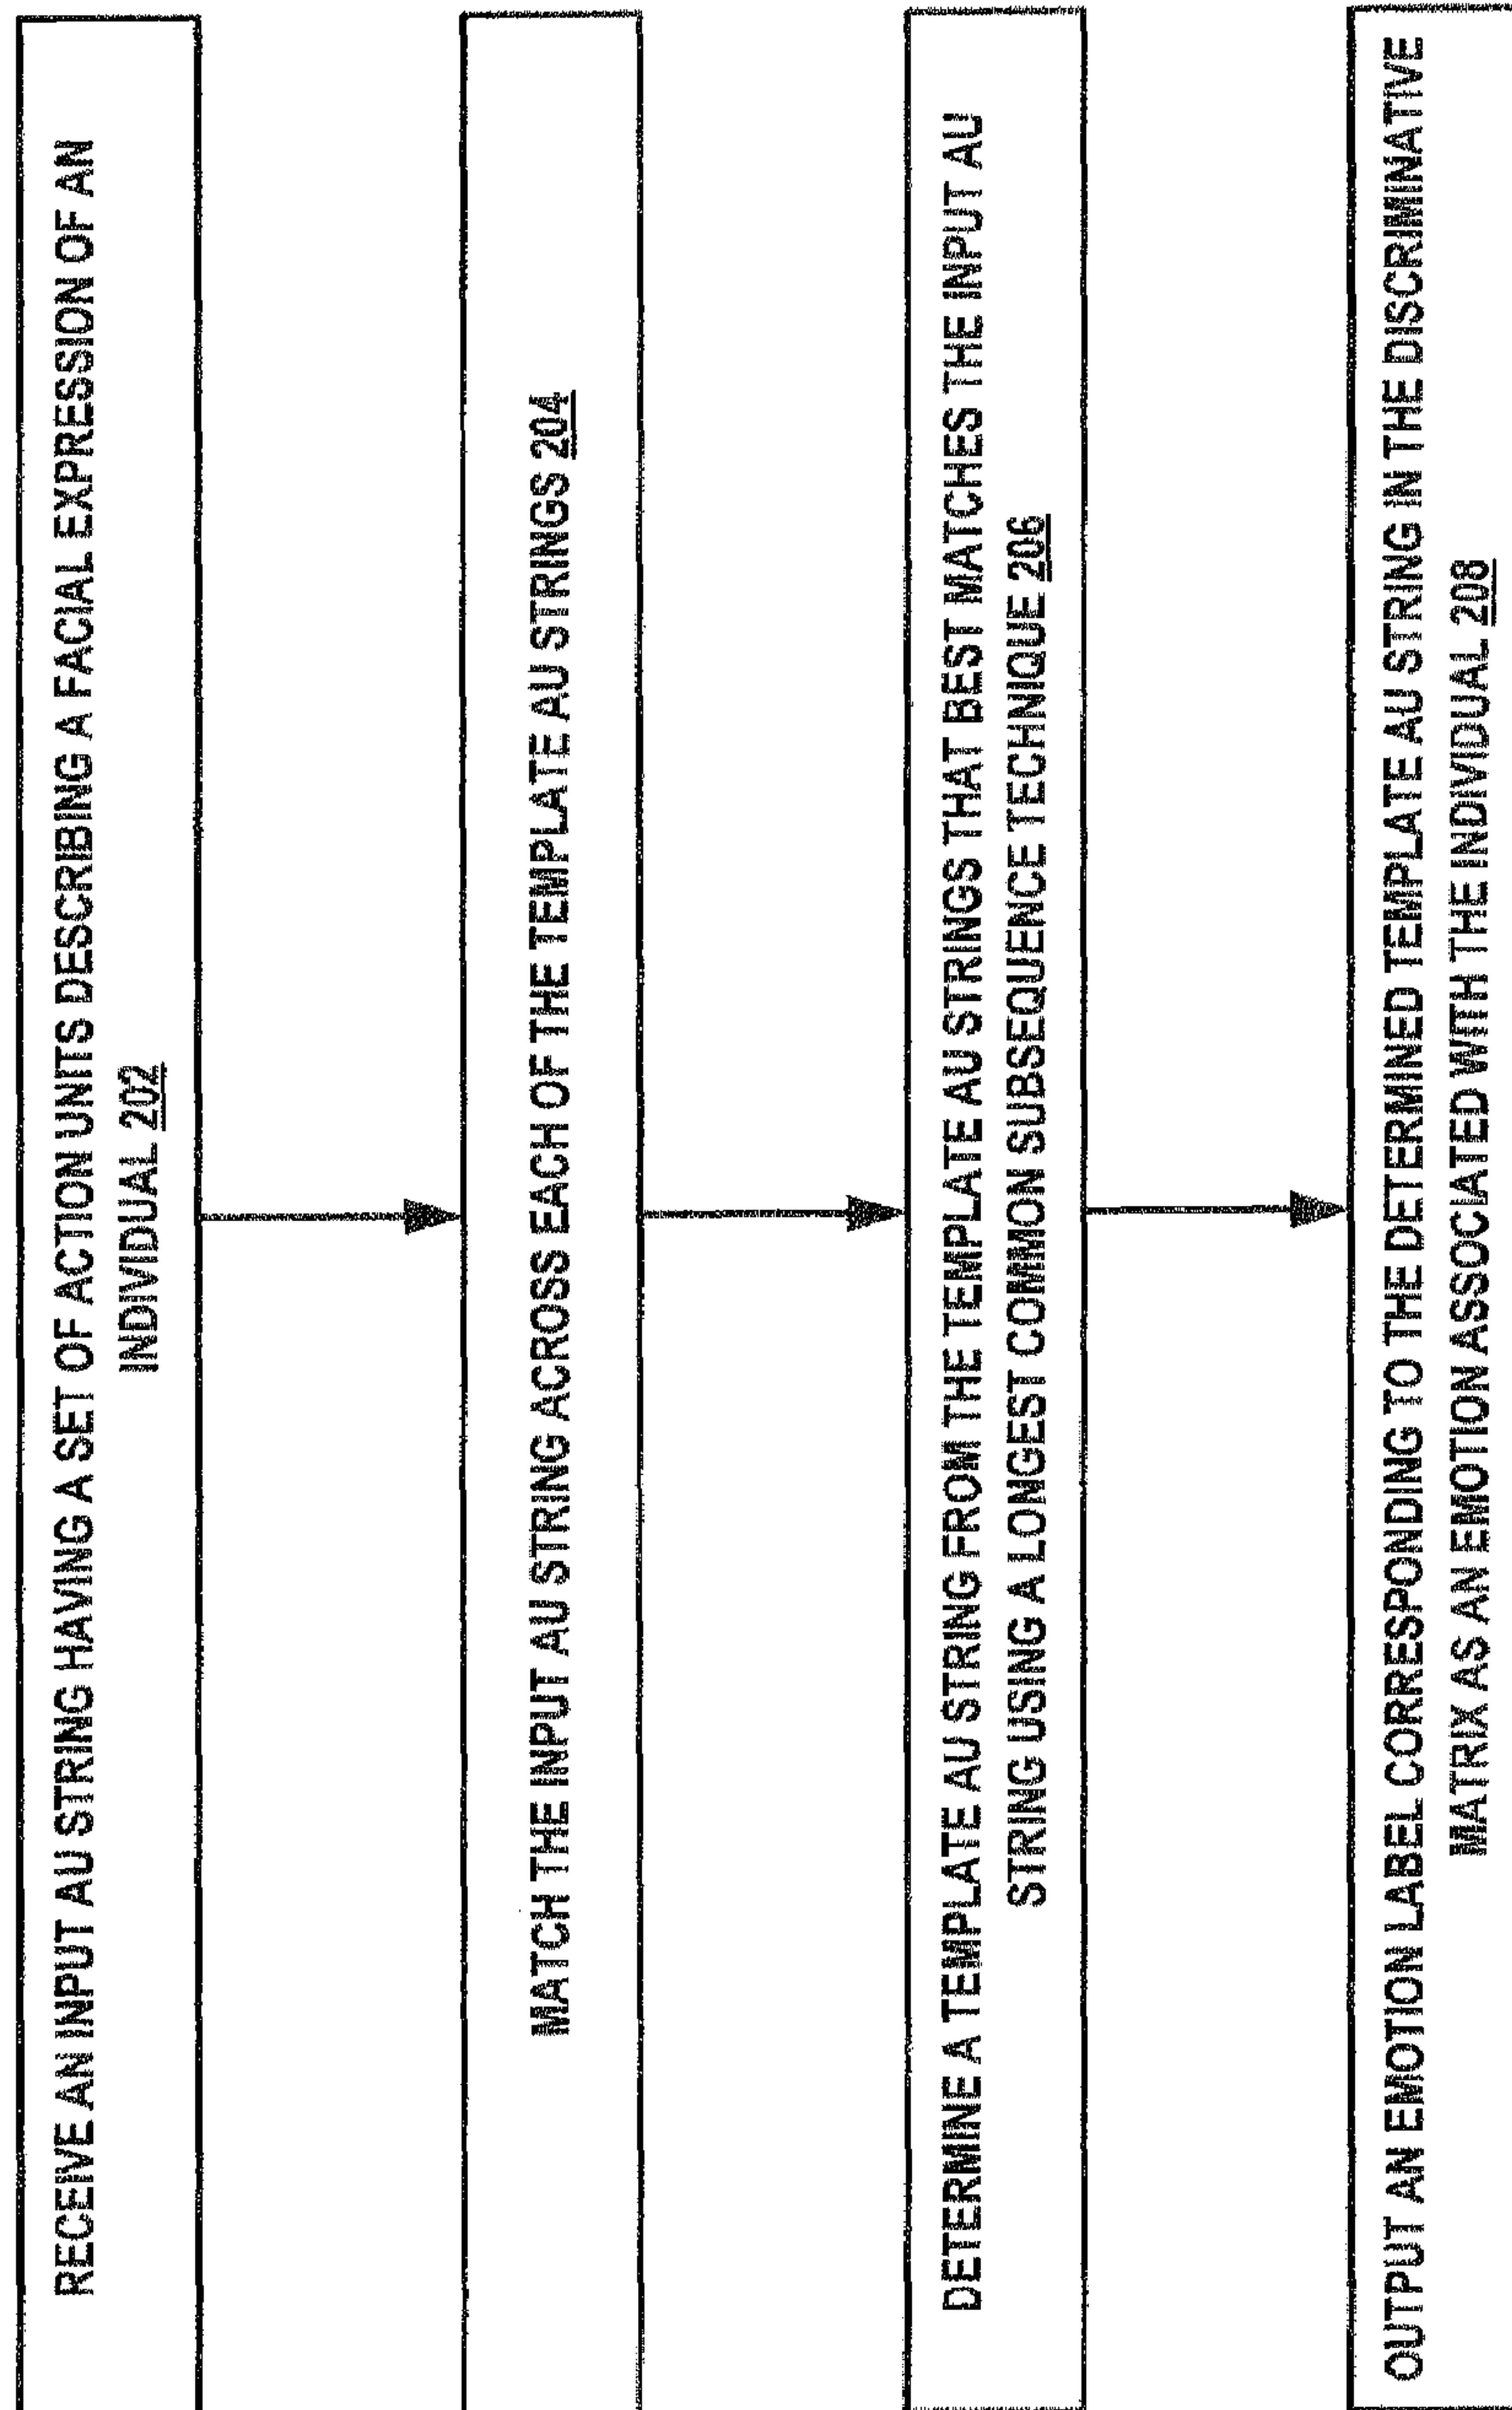 RECEIVE AN INPUT AU STRING HAVING A SET OF ACTION UNITS DESCRIBING A FACIAL EXPRESSION OF AN
INDIVIDUAL 202
MATCH THE INPUT AU STRING ACROSS EACH OF THE TEMPLATE AU STRINGS 204
DETERMINE A TEMPLATE AU STRING FROM THE TEMPLATE AU STRINGS THAT BEST MATCHES THE INPUT AU
STRING USING A LONGEST COMMON SUBSEQUENCE TECHNIQUE 206
OUTPUT AN EMOTION LABEL CORRESPONDING TO THE DETERMINED TEMPLATE AU STRING IN THE DISCRIMINATIVE
MATRIX AS AN EMOTION ASSOCIATED WITH THE INDIVIDUAL 208